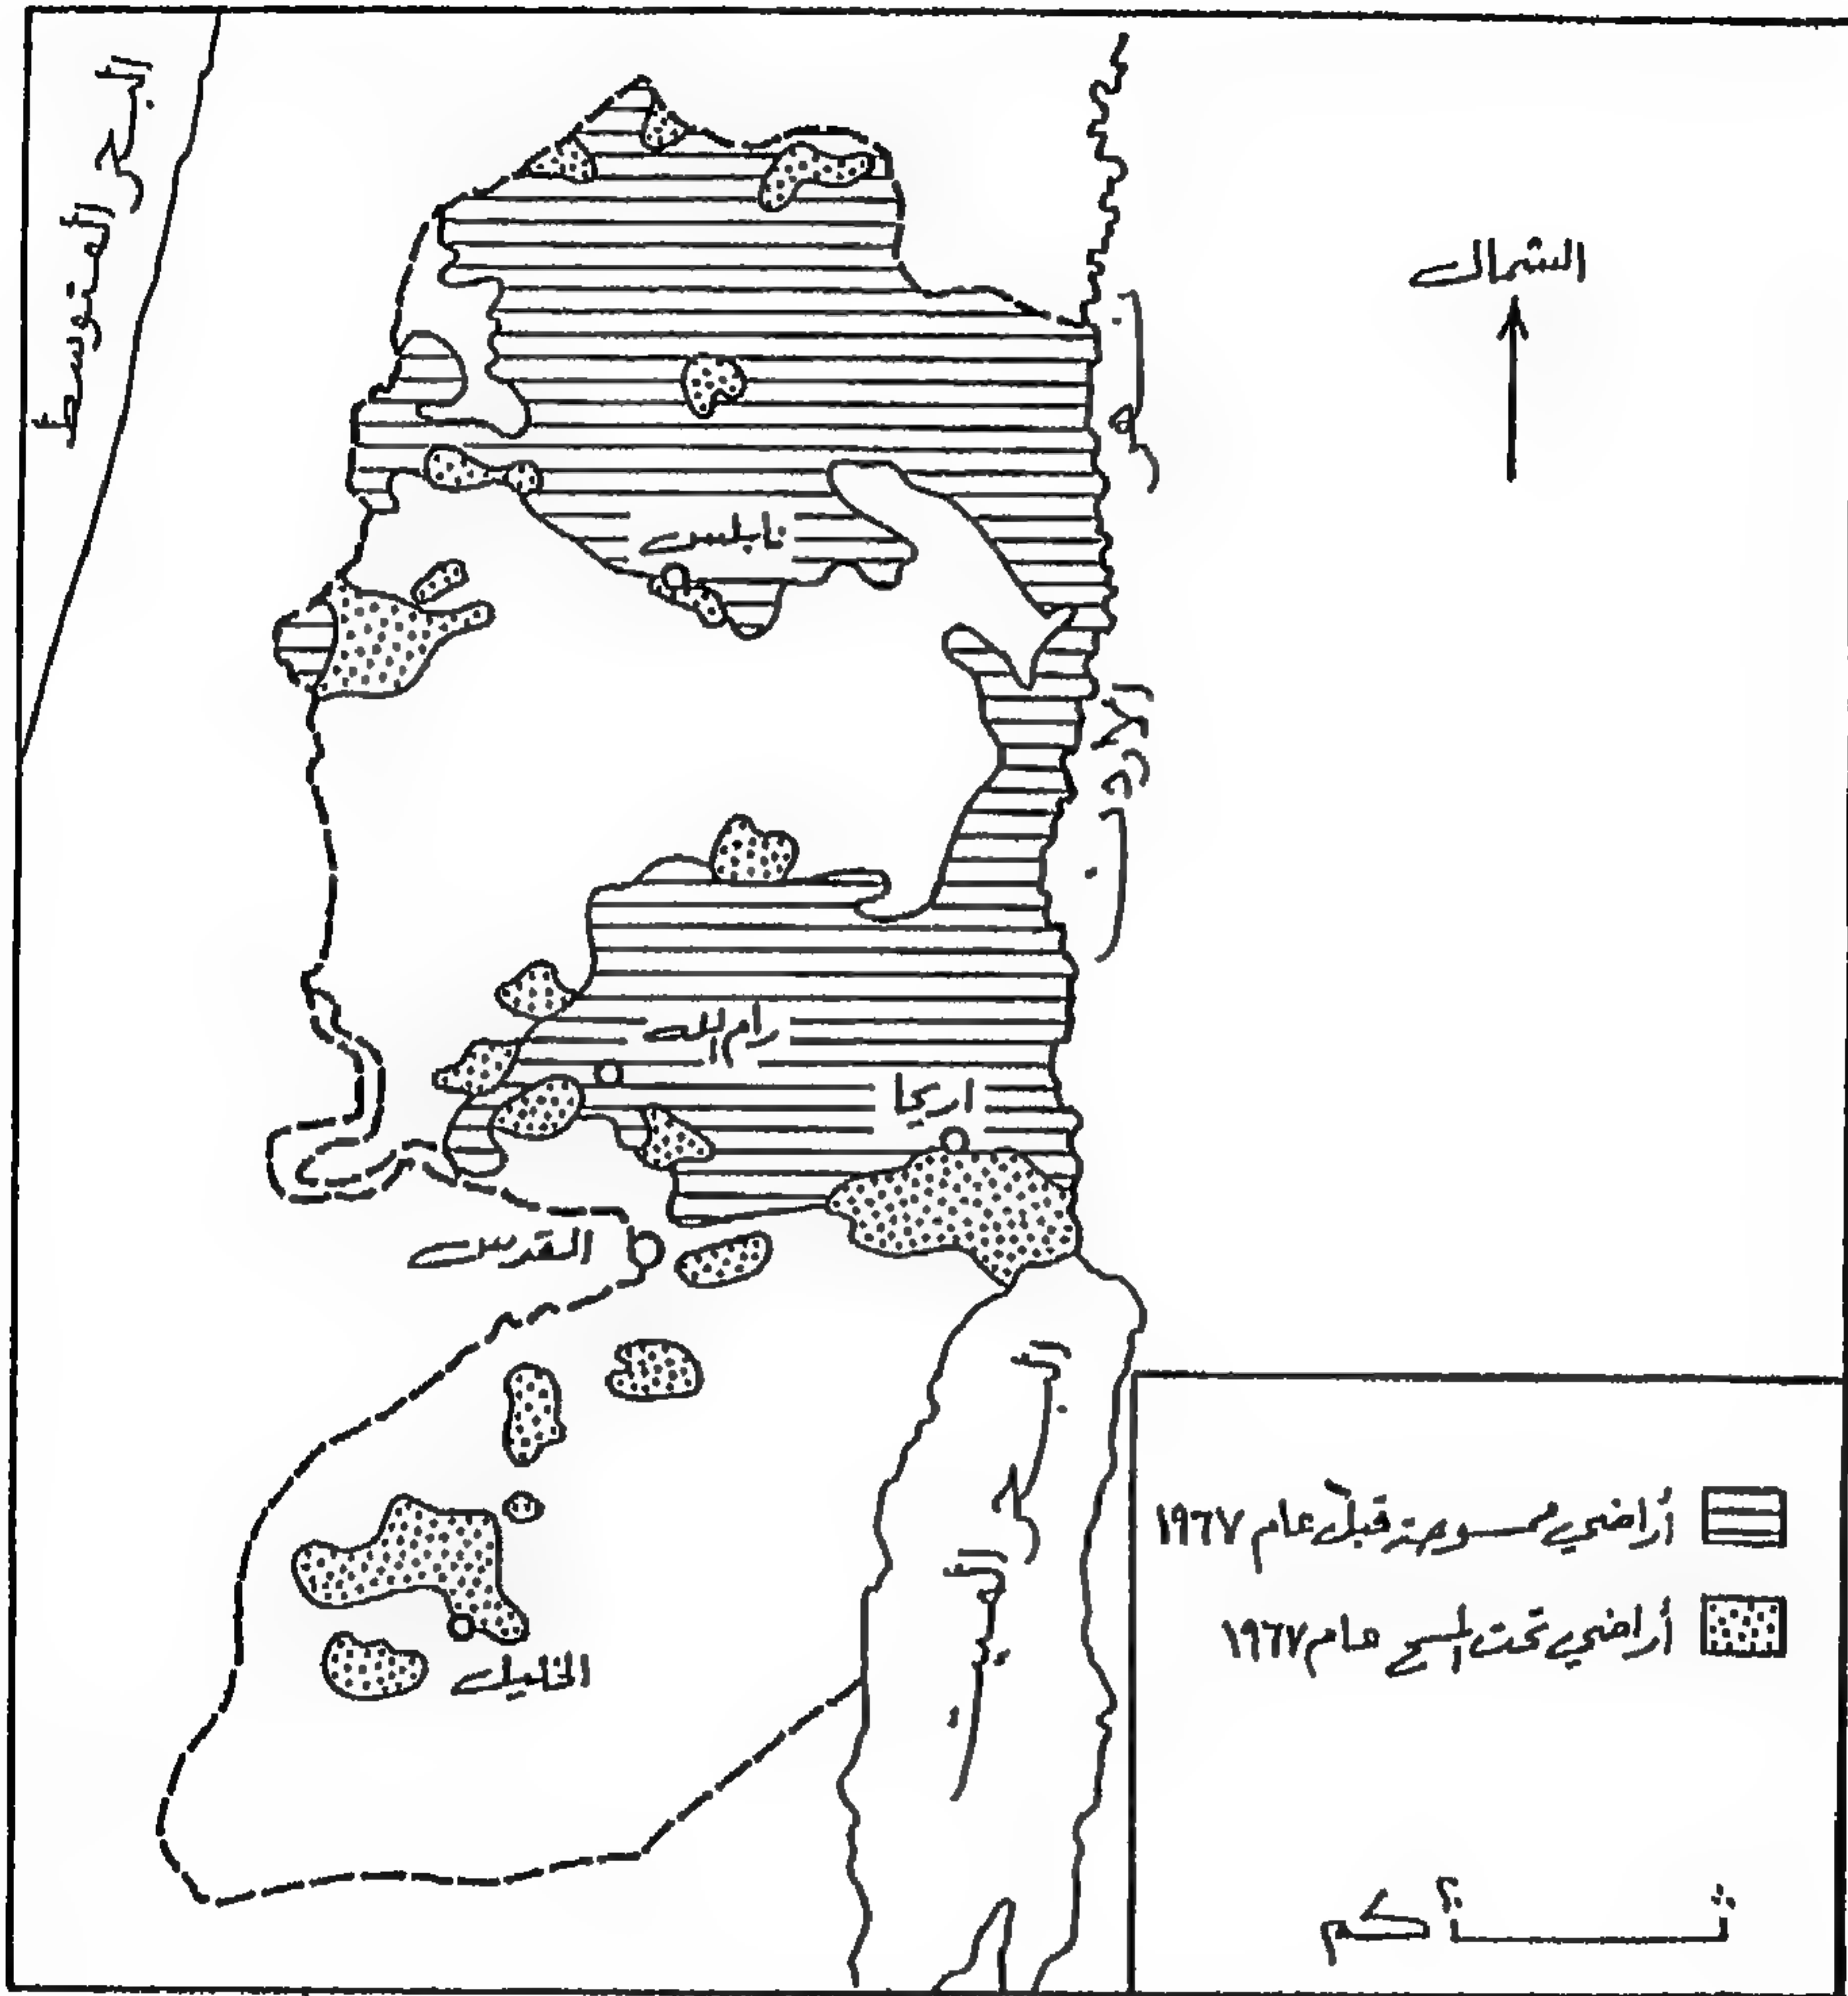 البحر المتوسط
الشمال
نهر
الأردن
نابلس
رام الله
اريحا
القدس
الخليل
البحر
الميت
أراضي ممسوحة قبل عام ١٩٦٧
أراضي تحت المسح عام ١٩٦٧
كم